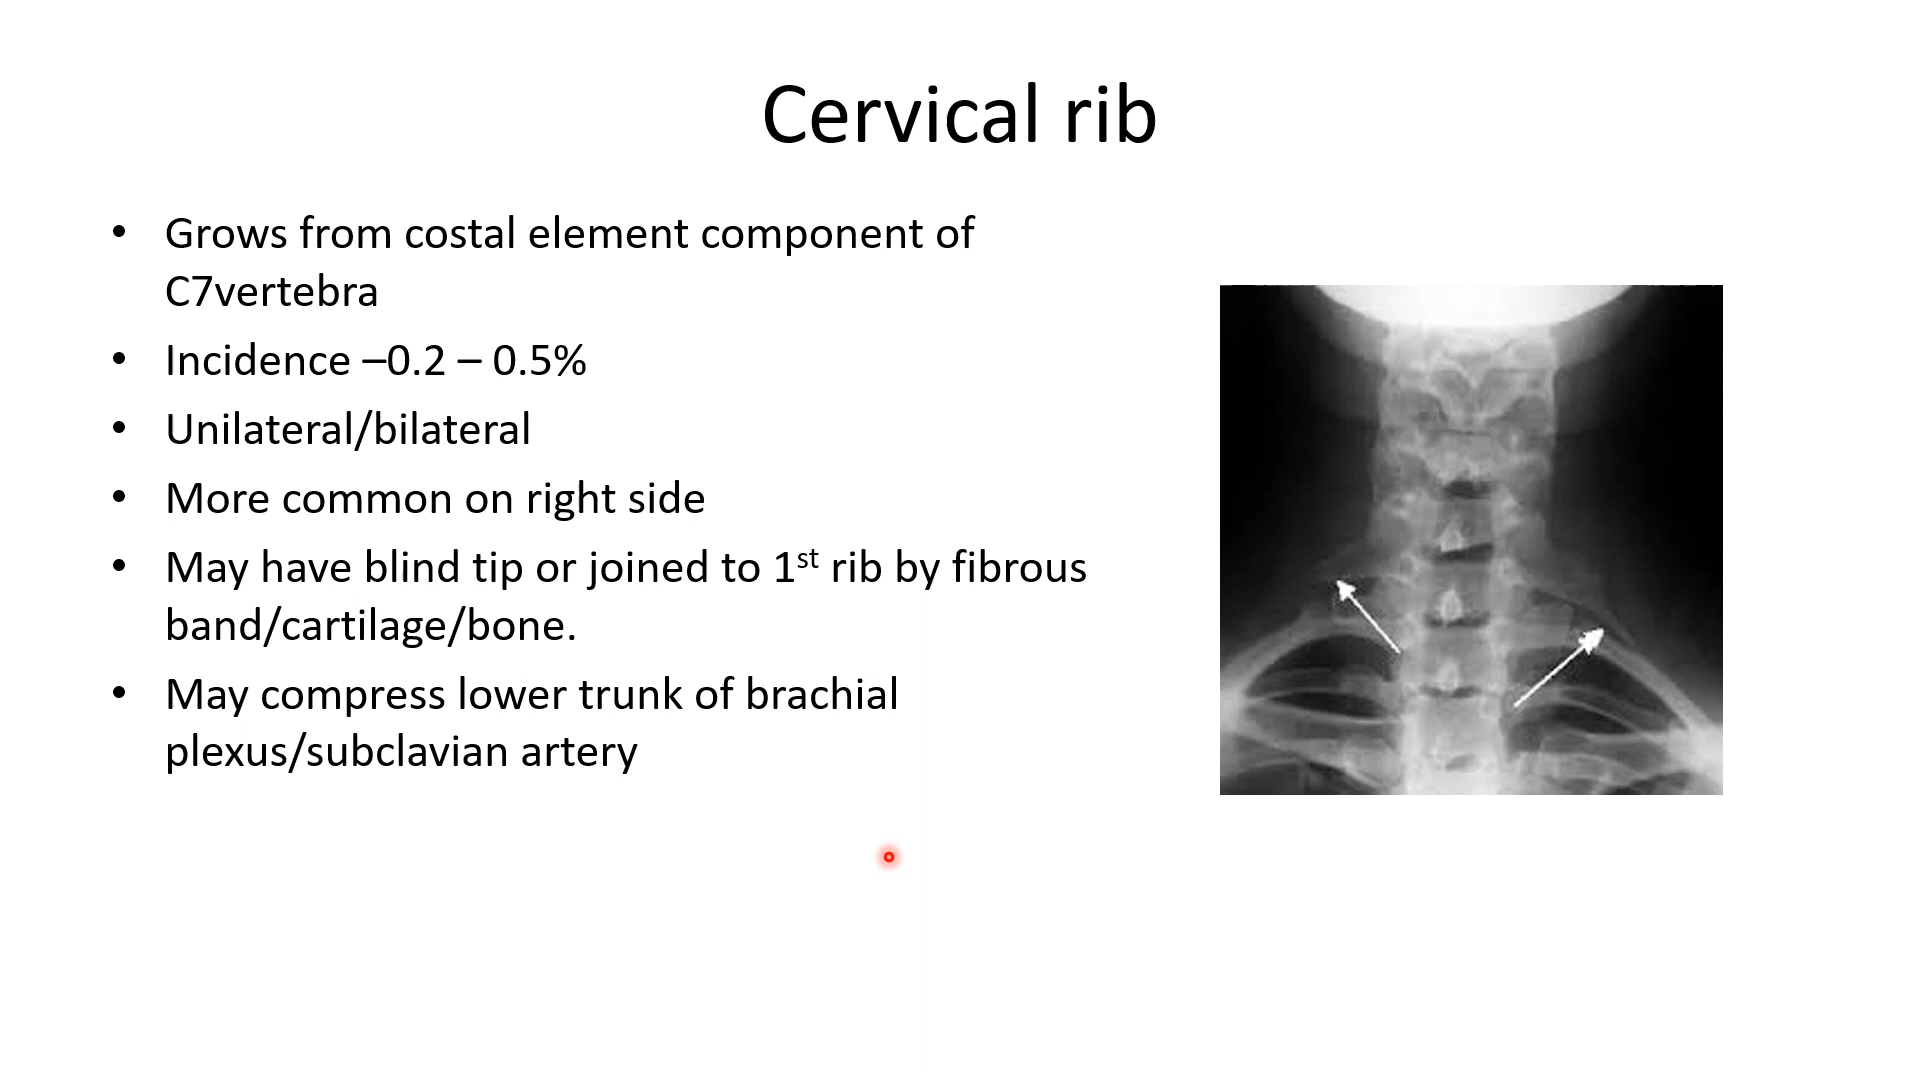 Cervical rib
• Grows from costal element component of
C7vertebra
• Incidence –0.2 – 0.5%
• Unilateral/bilateral
• More common on right side
• May have blind tip or joined to 1st rib by fibrous
band/cartilage/bone.
• May compress lower trunk of brachial
plexus/subclavian artery